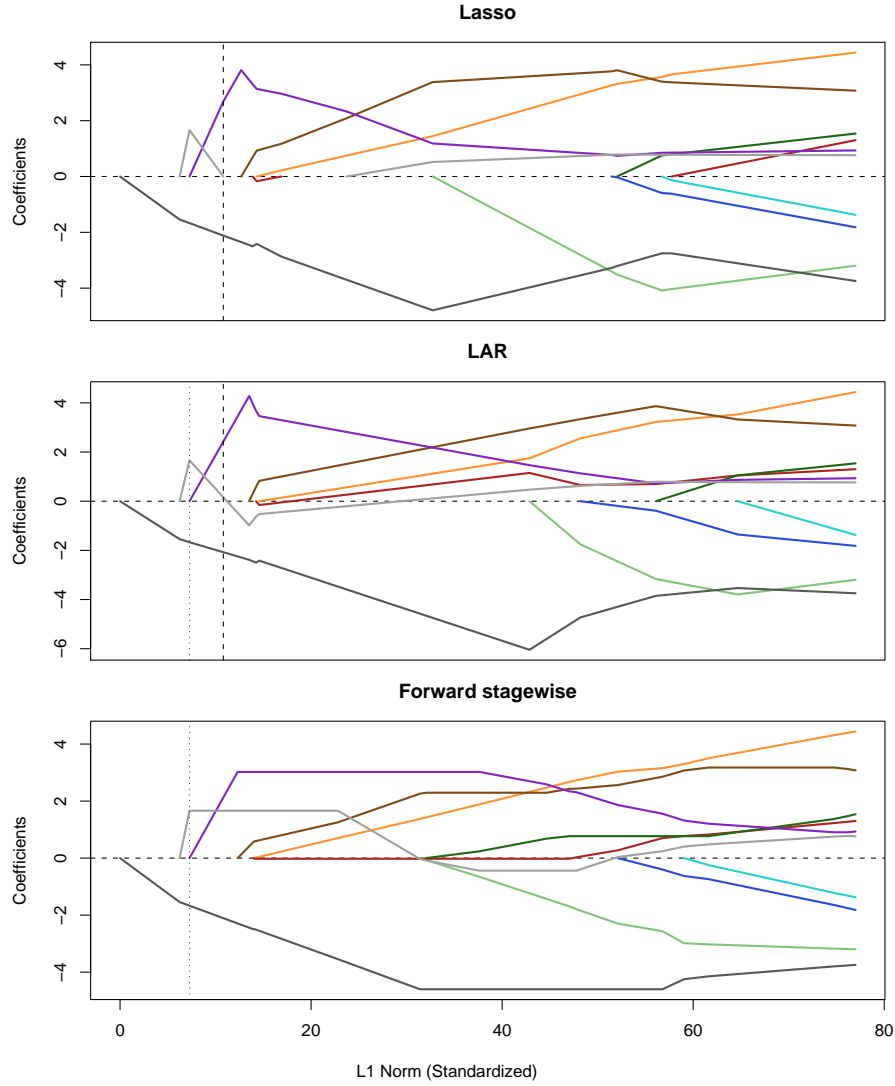 Lasso
Coefficients
4
2
0
−2
−4
LAR
Coefficients
4
2
0
−2
−4
−6
Forward stagewise
Coefficients
4
2
0
−2
−4
0 20 40 60 80
L1 Norm (Standardized)